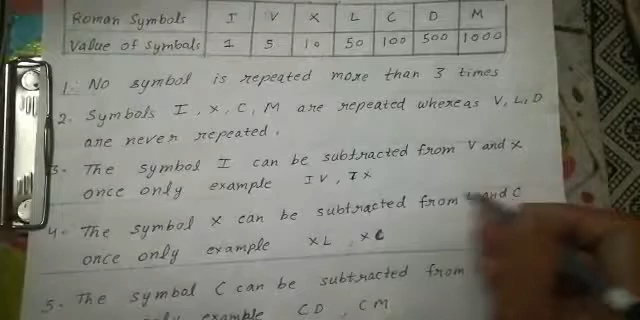 Roman Symbols I V X L C D M
Value of symbols 1 5 10 50 100 500 1000
1. No symbol is repeated more than 3 times
2. Symbols I, X, C, M are repeated whereas V, L, D
are never repeated.
3. The symbol I can be subtracted from V and X
once only example IV, IX
4. The symbol X can be subtracted from L and C
once only example XL, XC
5. The symbol C can be subtracted from
only example CD, CM